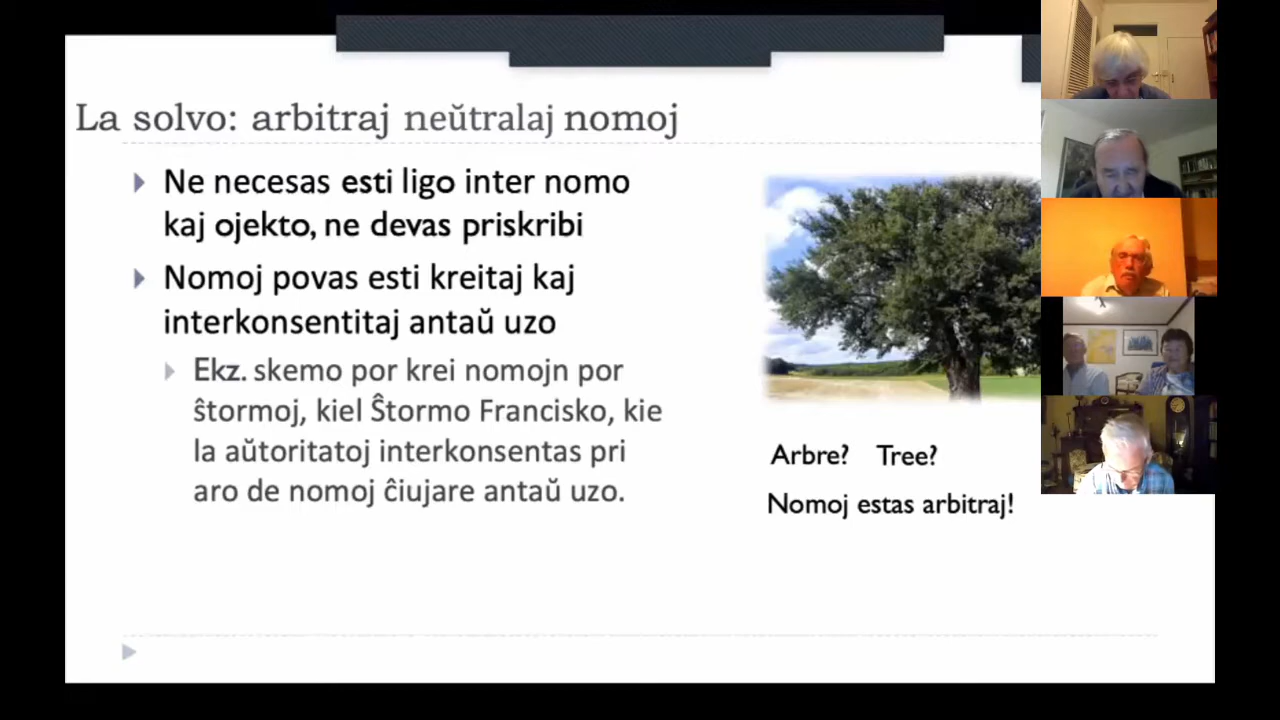 La solvo: arbitraj neŭtralaj nomoj
Ne necesas esti ligo inter nomo
kaj ojekto, ne devas priskribi
Nomoj povas esti kreitaj kaj
interkonsentitaj antaŭ uzo
Ekz. skemo por krei nomojn por
ŝtormoj, kiel Ŝtormo Francisko, kie
la aŭtoritatoj interkonsentas pri
aro de nomoj ĉiujare antaŭ uzo.
Arbre? Tree?
Nomoj estas arbitraj!